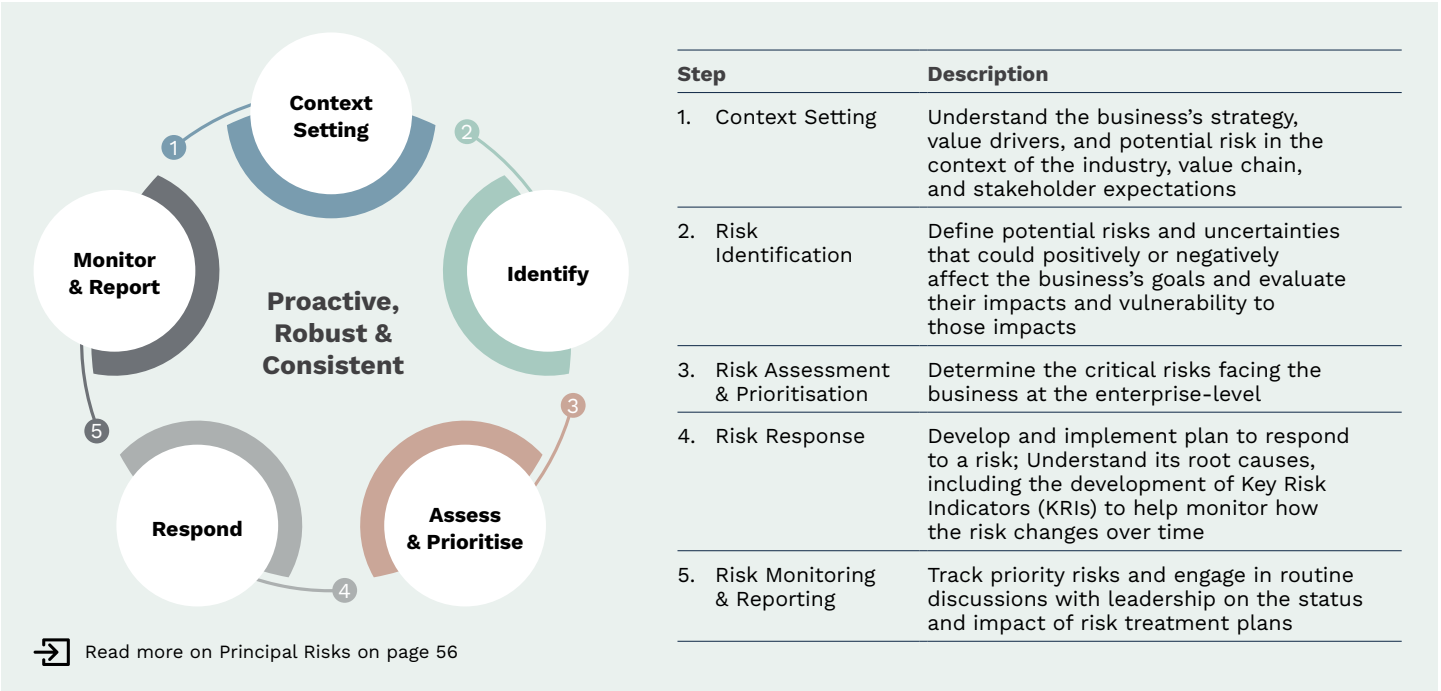 Context
Setting
1
2
Monitor
& Report
Identify
Proactive,
Robust &
Consistent
3
5
Respond
Assess
& Prioritise
4
Read more on Principal Risks on page 56
Step Description
1. Context Setting Understand the business’s strategy,
value drivers, and potential risk in the
context of the industry, value chain,
and stakeholder expectations
2. Risk Define potential risks and uncertainties
Identification that could positively or negatively
affect the business’s goals and evaluate
their impacts and vulnerability to
those impacts
3. Risk Assessment Determine the critical risks facing the
& Prioritisation business at the enterprise-level
4. Risk Response Develop and implement plan to respond
to a risk; Understand its root causes,
including the development of Key Risk
Indicators (KRIs) to help monitor how
the risk changes over time
5. Risk Monitoring Track priority risks and engage in routine
& Reporting discussions with leadership on the status
and impact of risk treatment plans